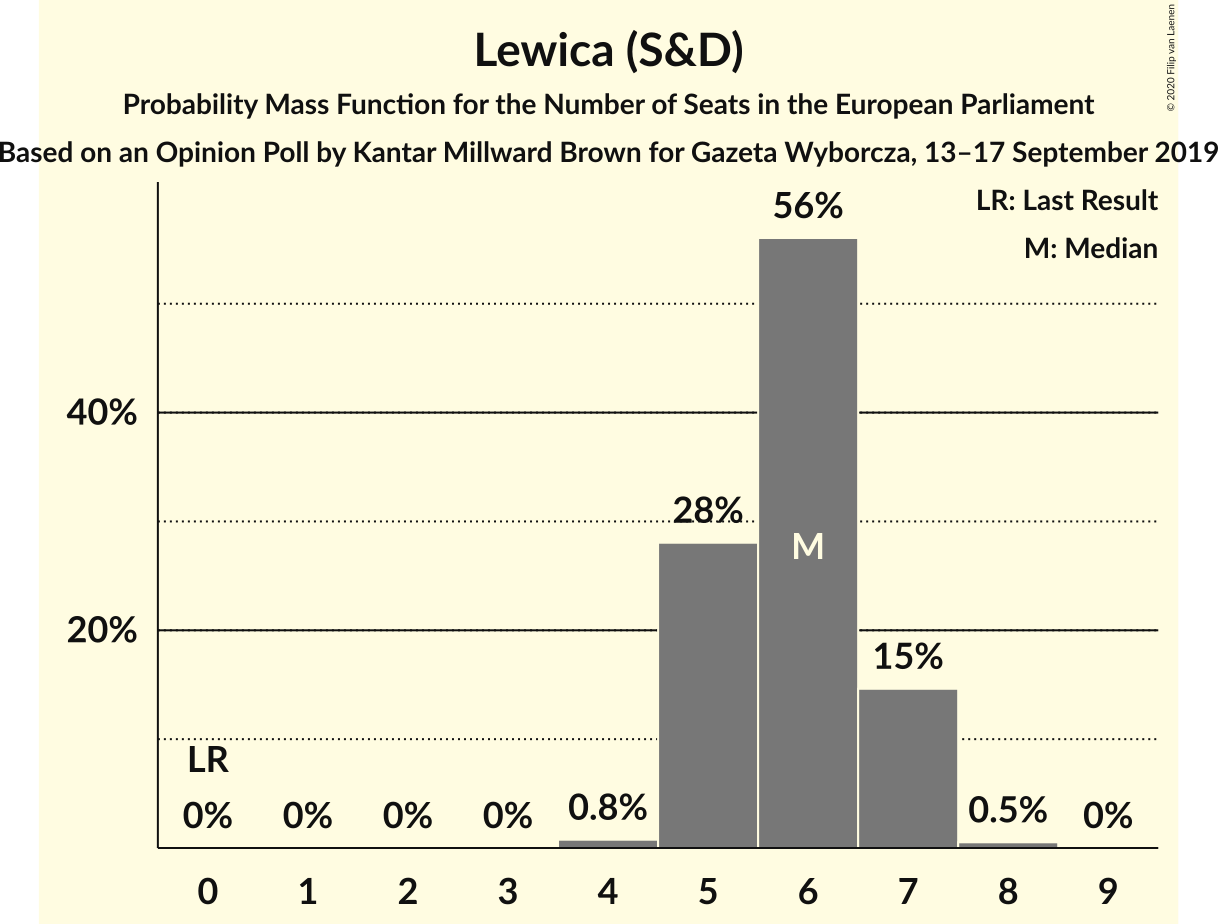 Lewica (S&D)
Probability Mass Function for the Number of Seats in the European Parliament
Based on an Opinion Poll by Kantar Millward Brown for Gazeta Wyborcza, 13–17 September 2019
© 2020 Filip van Laenen
LR: Last Result
M: Median
56%
40%
28%
M
20%
15%
LR
0% 0% 0% 0% 0.8% 0.5% 0%
0 1 2 3 4 5 6 7 8 9